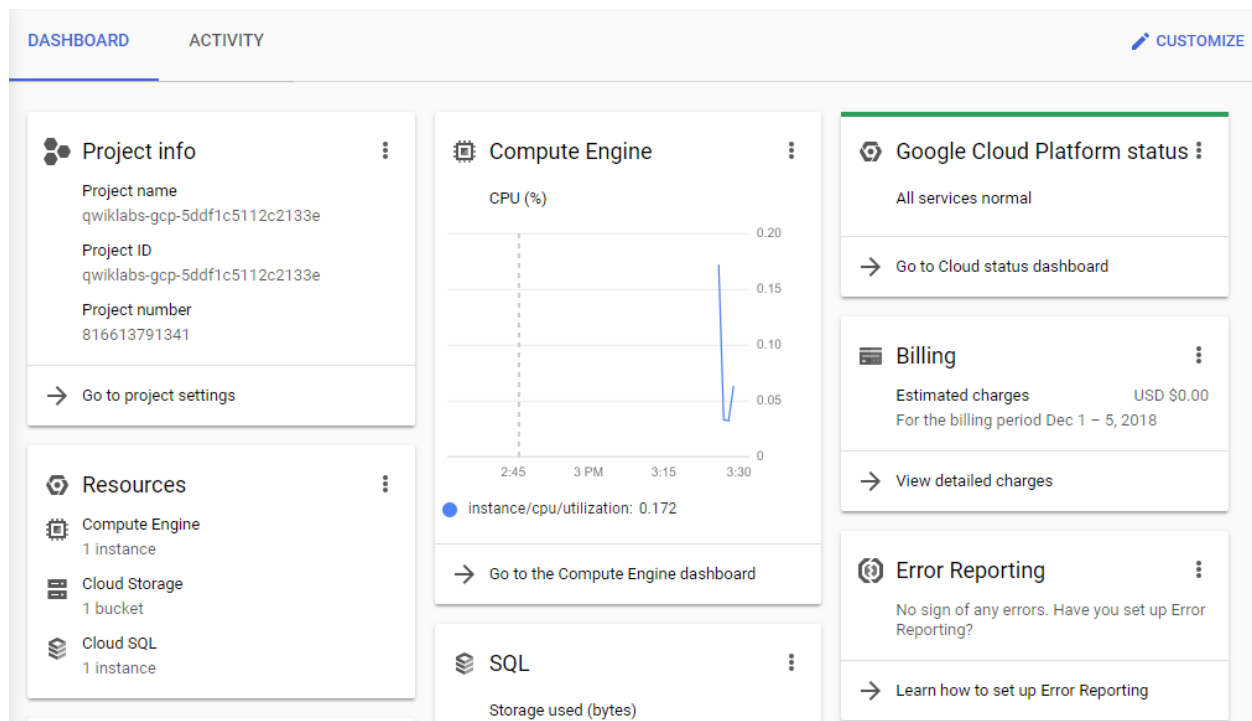 DASHBOARD
ACTIVITY
CUSTOMIZE
Project info
Project name
qwiklabs-gcp-5ddf1c5112c2133e
Project ID
qwiklabs-gcp-5ddf1c5112c2133e
Project number
816613791341
Go to project settings
Resources
Compute Engine
1 instance
Cloud Storage
1 bucket
Cloud SQL
1 instance
Compute Engine
CPU (%)
0.20
0.15
0.10
0.05
0
2:45 3 PM 3:15 3:30
instance/cpu/utilization: 0.172
Go to the Compute Engine dashboard
SQL
Storage used (bytes)
Google Cloud Platform status
All services normal
Go to Cloud status dashboard
Billing
Estimated charges USD $0.00
For the billing period Dec 1 – 5, 2018
View detailed charges
Error Reporting
No sign of any errors. Have you set up Error
Reporting?
Learn how to set up Error Reporting